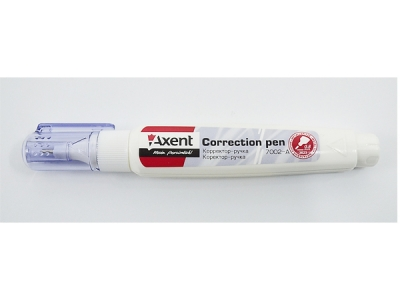 Axent
Correction pen
Корректор-ручка 7002-A
Коректор-ручка